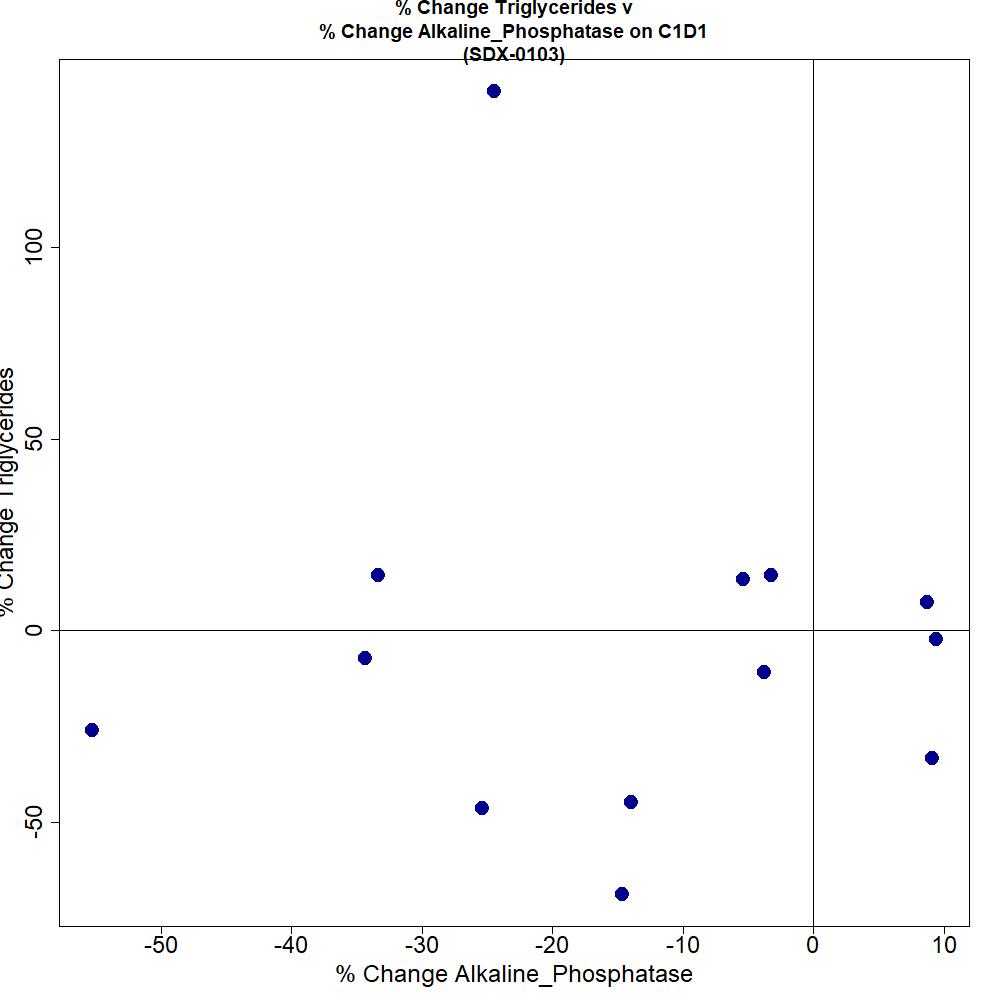 % Change Triglycerides v
% Change Alkaline_Phosphatase on C1D1
(SDX-0103)
% Change Triglycerides
100
50
0
-50
-50 -40 -30 -20 -10 0 10
% Change Alkaline_Phosphatase